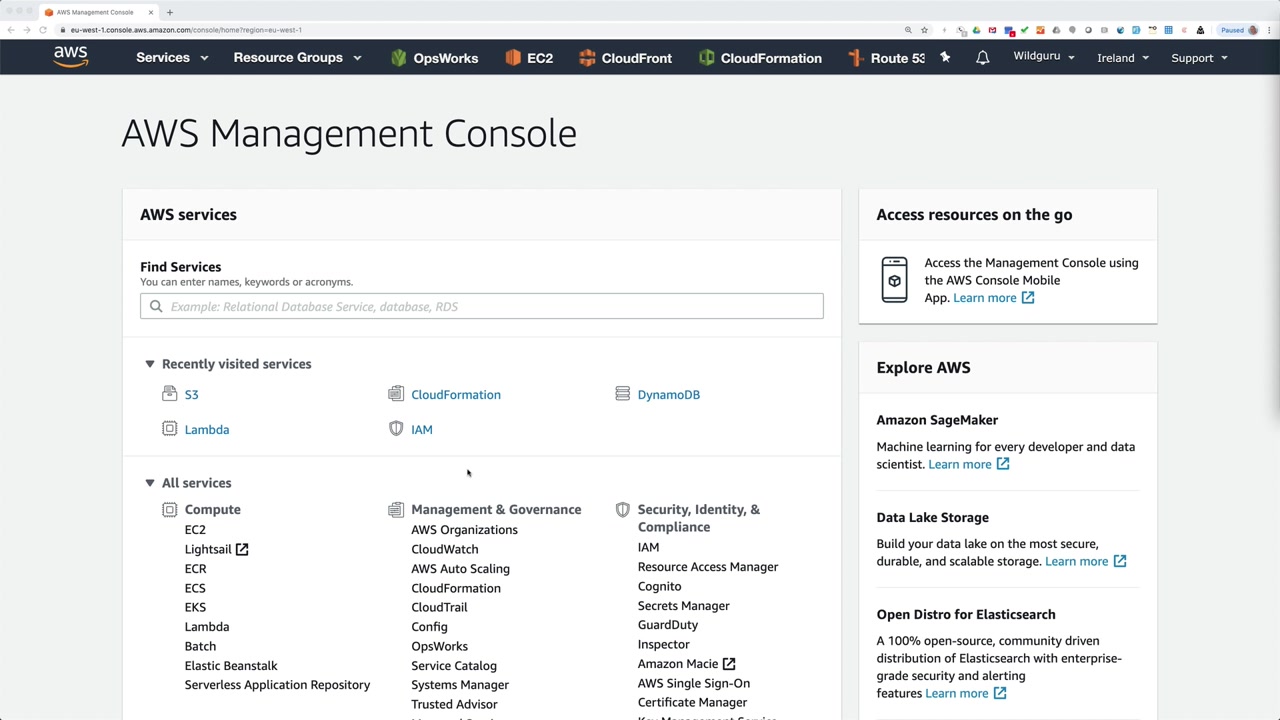 AWS Management Console
eu-west-1.console.aws.amazon.com/console/home?region=eu-west-1
Paused
aws
Services
Resource Groups
OpsWorks
EC2
CloudFront
CloudFormation
Route 53
Wildguru
Ireland
Support
AWS Management Console
AWS services
Find Services
You can enter names, keywords or acronyms.
Example: Relational Database Service, database, RDS
Recently visited services
S3
CloudFormation
DynamoDB
Lambda
IAM
All services
Compute
EC2
Lightsail
ECR
ECS
EKS
Lambda
Batch
Elastic Beanstalk
Serverless Application Repository
Management & Governance
AWS Organizations
CloudWatch
AWS Auto Scaling
CloudFormation
CloudTrail
Config
OpsWorks
Service Catalog
Systems Manager
Trusted Advisor
Security, Identity, &
Compliance
IAM
Resource Access Manager
Cognito
Secrets Manager
GuardDuty
Inspector
Amazon Macie
AWS Single Sign-On
Certificate Manager
Access resources on the go
Access the Management Console using
the AWS Console Mobile
App. Learn more
Explore AWS
Amazon SageMaker
Machine learning for every developer and data
scientist. Learn more
Data Lake Storage
Build your data lake on the most secure,
durable, and scalable storage. Learn more
Open Distro for Elasticsearch
A 100% open-source, community driven
distribution of Elasticsearch with enterprise-
grade security and alerting
features Learn more